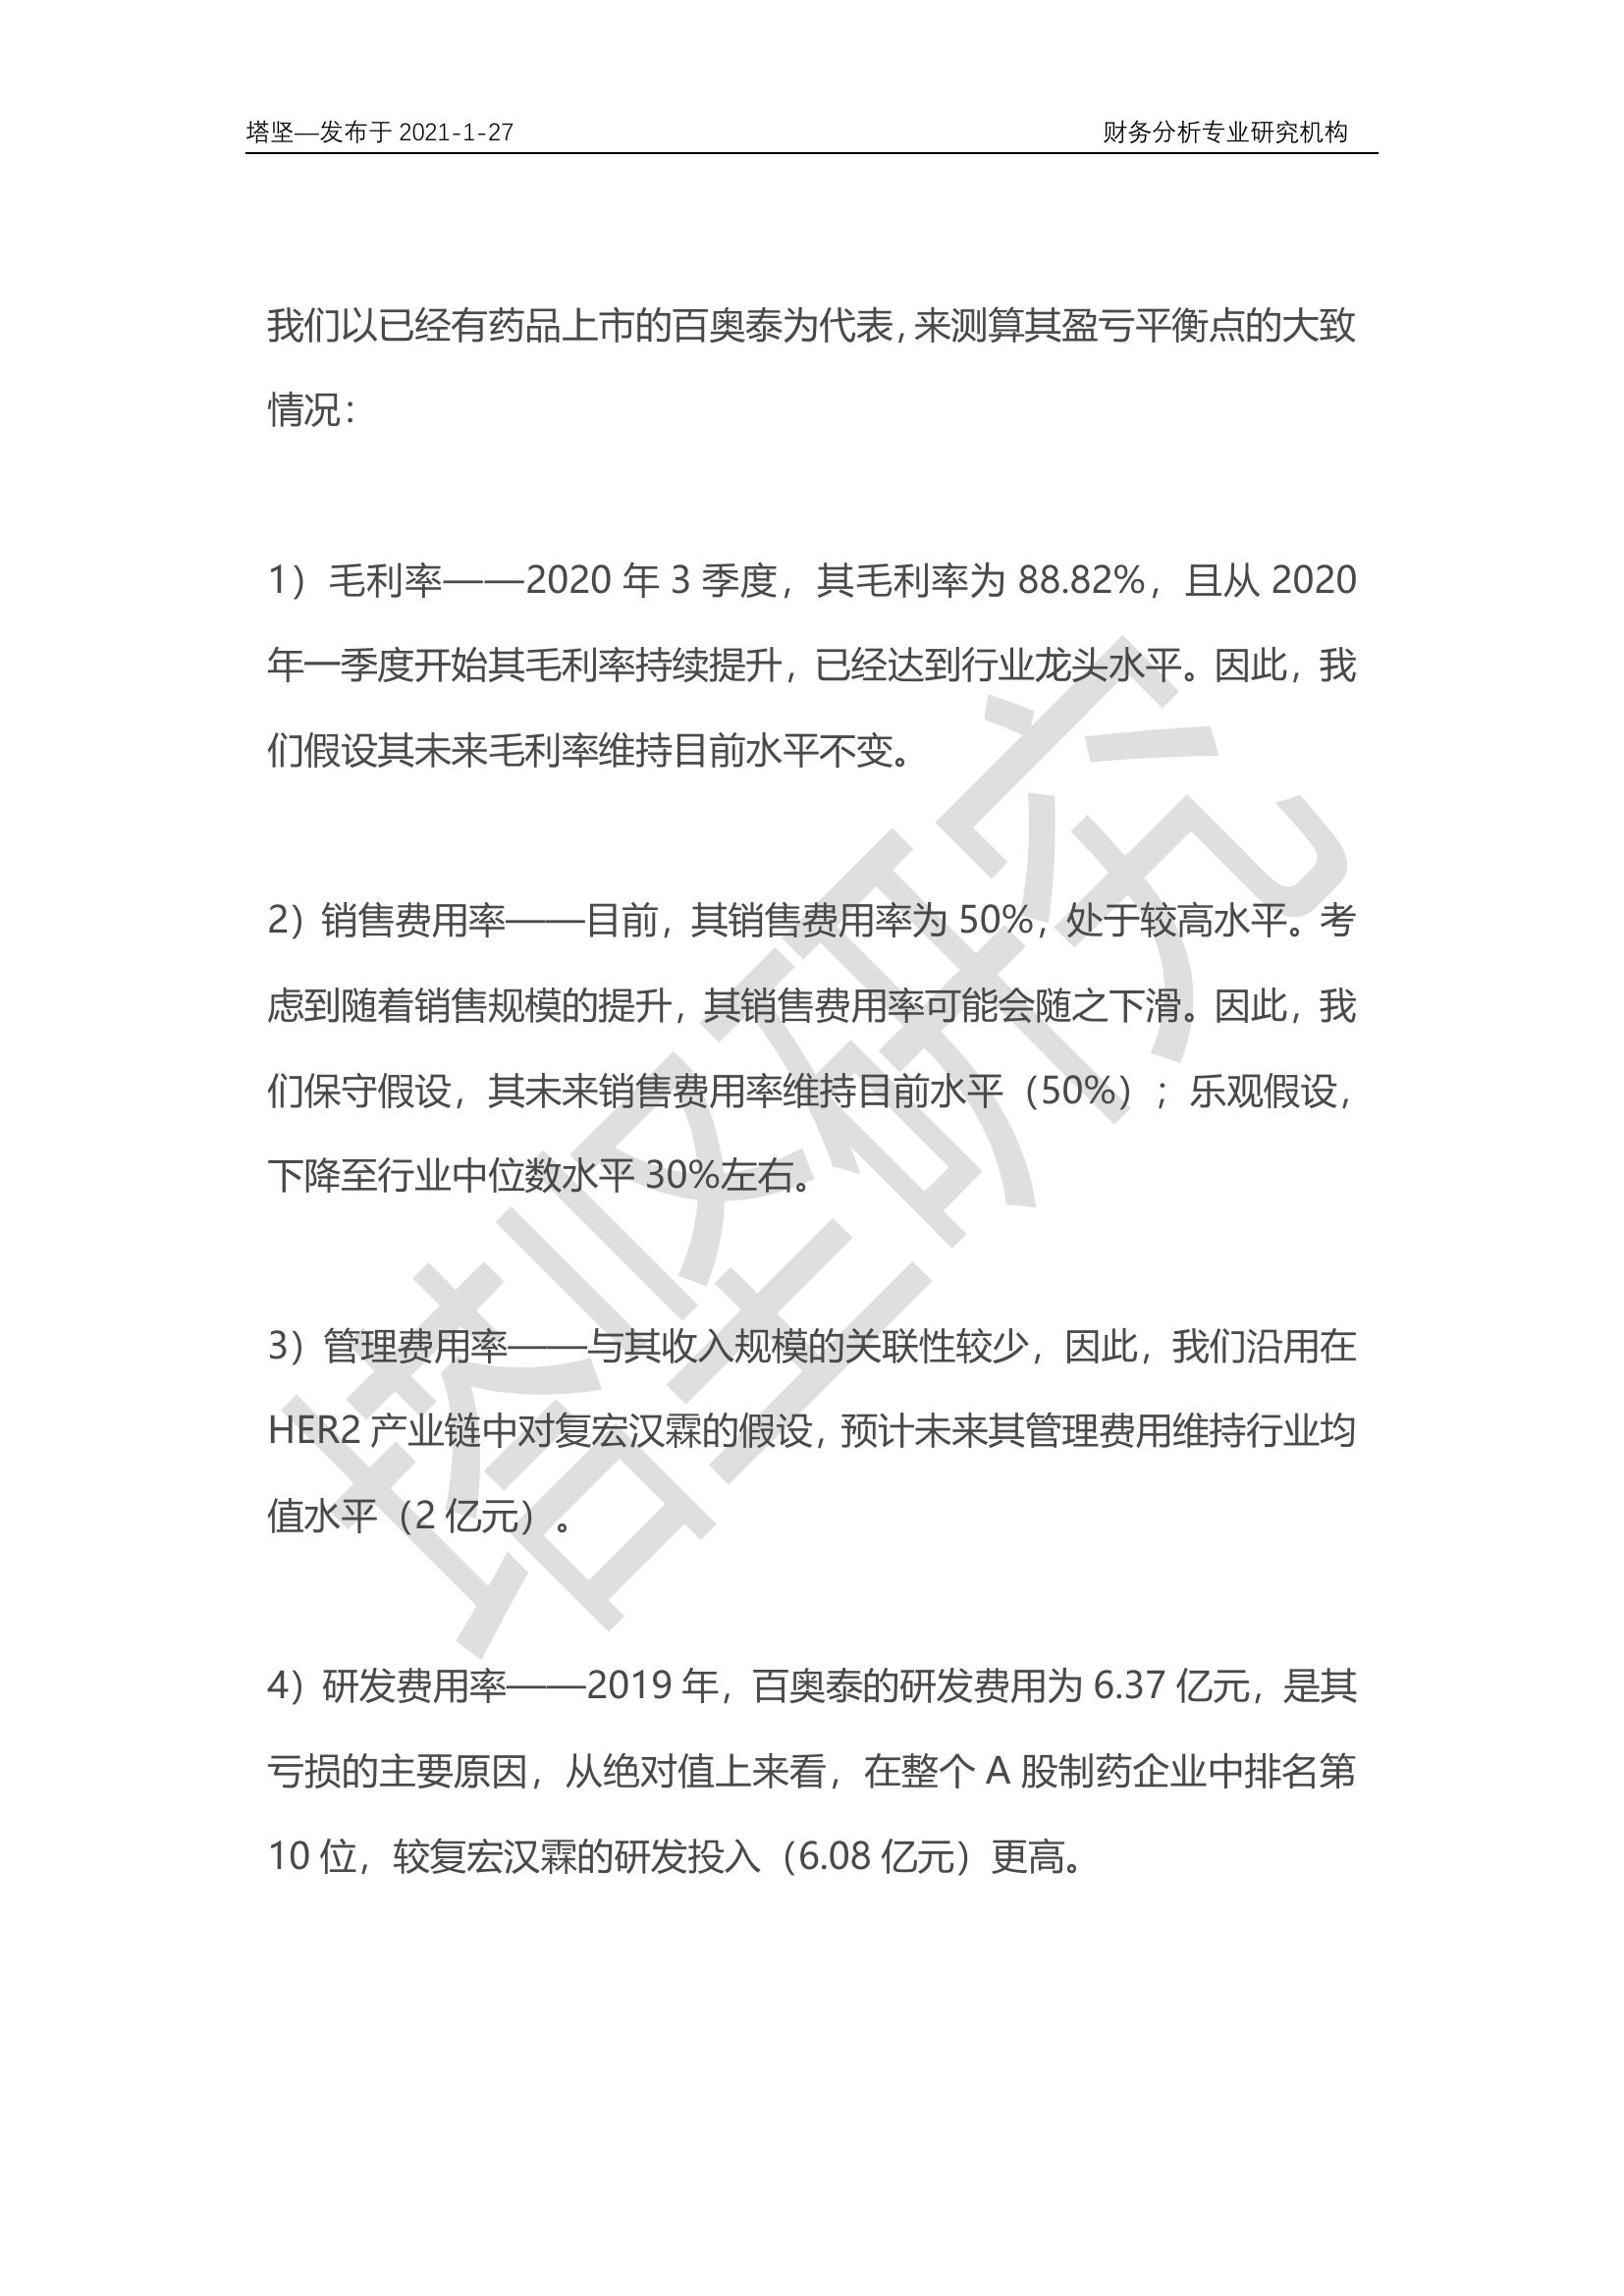 塔坚—发布于 2021-1-27 财务分析专业研究机构
我们以已经有药品上市的百奥泰为代表，来测算其盈亏平衡点的大致
情况：
1）毛利率——2020 年 3 季度，其毛利率为 88.82%，且从 2020
年一季度开始其毛利率持续提升，已经达到行业龙头水平。因此，我
们假设其未来毛利率维持目前水平不变。
2）销售费用率——目前，其销售费用率为 50%，处于较高水平。考
虑到随着销售规模的提升，其销售费用率可能会随之下滑。因此，我
们保守假设，其未来销售费用率维持目前水平（50%）；乐观假设，
下降至行业中位数水平 30%左右。
3）管理费用率——与其收入规模的关联性较少，因此，我们沿用在
HER2 产业链中对复宏汉霖的假设，预计未来其管理费用维持行业均
值水平（2 亿元）。
4）研发费用率——2019 年，百奥泰的研发费用为 6.37 亿元，是其
亏损的主要原因，从绝对值上来看，在整个 A 股制药企业中排名第
10 位，较复宏汉霖的研发投入（6.08 亿元）更高。
塔坚研究